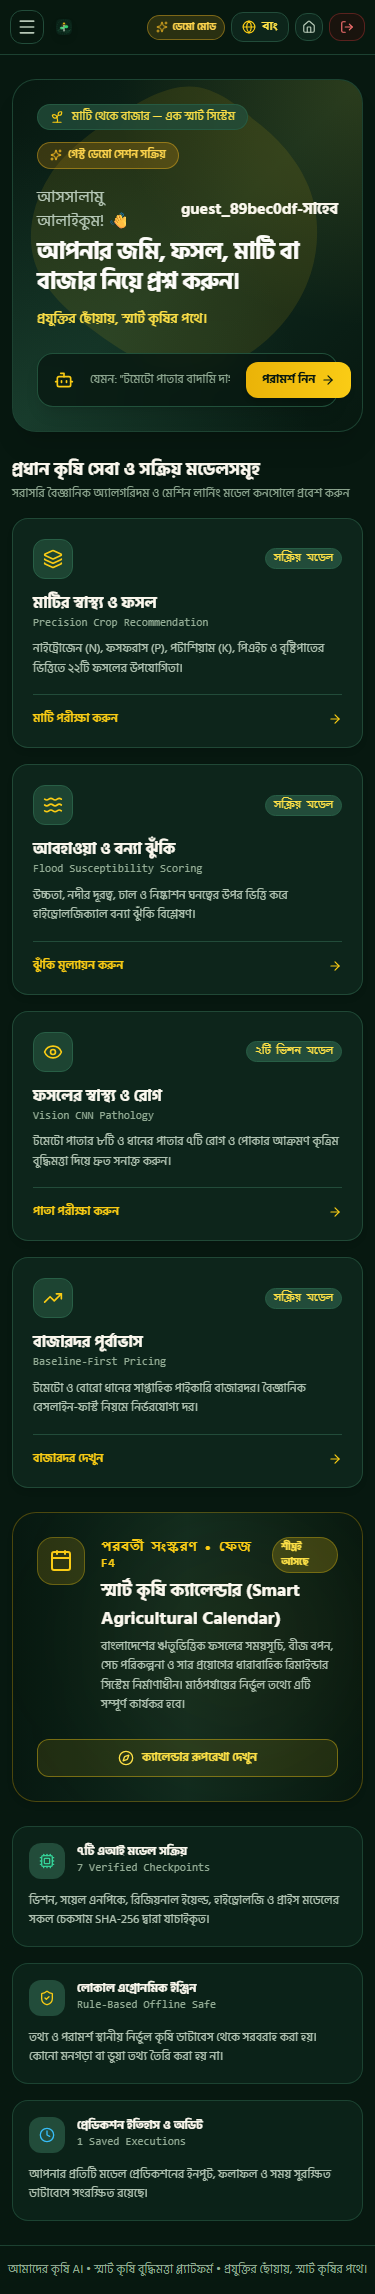 ডেমো মোড
বাং
মাটি থেকে বাজার — এক স্মার্ট সিস্টেম
গেস্ট ডেমো সেশন সক্রিয়
আসসালামু
আলাইকুম! 👋
guest_89bec0df-সাহেব
আপনার জমি, ফসল, মাটি বা
বাজার নিয়ে প্রশ্ন করুন।
প্রযুক্তির ছোঁয়ায়, স্মার্ট কৃষির পথে।
যেমন: "টমেটো পাতার বাদামি
পরামর্শ নিন
প্রধান কৃষি সেবা ও সক্রিয় মডেলসমূহ
সরাসরি বৈজ্ঞানিক অ্যালগরিদম ও মেশিন লার্নিং মডেল কনসোলে প্রবেশ করুন
সক্রিয় মডেল
মাটির স্বাস্থ্য ও ফসল
Precision Crop Recommendation
নাইট্রোজেন (N), ফসফরাস (P), পটাশিয়াম (K), পিএইচ ও বৃষ্টিপাতের
ভিত্তিতে ২২টি ফসলের উপযোগিতা।
মাটি পরীক্ষা করুন
সক্রিয় মডেল
আবহাওয়া ও বন্যা ঝুঁকি
Flood Susceptibility Scoring
উচ্চতা, নদীর দূরত্ব, ঢাল ও নিষ্কাশন ঘনত্বের উপর ভিত্তি করে
হাইড্রোলজিক্যাল বন্যা ঝুঁকি বিশ্লেষণ।
ঝুঁকি মূল্যায়ন করুন
২টি ভিশন মডেল
ফসলের স্বাস্থ্য ও রোগ
Vision CNN Pathology
টমেটো পাতার ৮টি ও ধানের পাতার ৭টি রোগ ও পোকার আক্রমণ কৃত্রিম
বুদ্ধিমত্তা দিয়ে দ্রুত সনাক্ত করুন।
পাতা পরীক্ষা করুন
সক্রিয় মডেল
বাজারদর পূর্বাভাস
Baseline-First Pricing
টমেটো ও বোরো ধানের সাপ্তাহিক পাইকারি বাজারদর। বৈজ্ঞানিক
বেসলাইন-ফার্স্ট নিয়মে নির্ভরযোগ্য দর।
বাজারদর দেখুন
পরবর্তী সংস্করণ • ফেজ
F4
শীঘ্রই
আসছে
স্মার্ট কৃষি ক্যালেন্ডার (Smart
Agricultural Calendar)
বাংলাদেশের ঋতুভিত্তিক ফসলের সময়সূচি, বীজ বপন,
সেচ পরিকল্পনা ও সার প্রয়োগের ধারাবাহিক রিমাইন্ডার
সিস্টেম নির্মাণাধীন। মাঠপর্যায়ের নির্ভুল তথ্যে এটি
সম্পূর্ণ কার্যকর হবে।
ক্যালেন্ডার রূপরেখা দেখুন
৭টি এআই মডেল সক্রিয়
7 Verified Checkpoints
ভিশন, সয়েল এনপিকে, রিজিয়নাল ইয়েল্ড, হাইড্রোলজি ও প্রাইস মডেলের
সকল চেকসাম SHA-256 দ্বারা যাচাইকৃত।
লোকাল এগ্রোনমিক ইঞ্জিন
Rule-Based Offline Safe
তথ্য ও পরামর্শ স্থানীয় নির্ভুল কৃষি ডাটাবেস থেকে সরবরাহ করা হয়।
কোনো মনগড়া বা ভুয়া তথ্য তৈরি করা হয় না।
প্রেডিকশন ইতিহাস ও অডিট
1 Saved Executions
আপনার প্রতিটি মডেল প্রেডিকশনের ইনপুট, ফলাফল ও সময় সুরক্ষিত
ডাটাবেসে সংরক্ষিত রয়েছে।
আমাদের কৃষি AI • স্মার্ট কৃষি বুদ্ধিমত্তা প্ল্যাটফর্ম • প্রযুক্তির ছোঁয়ায়, স্মার্ট কৃষির পথে।